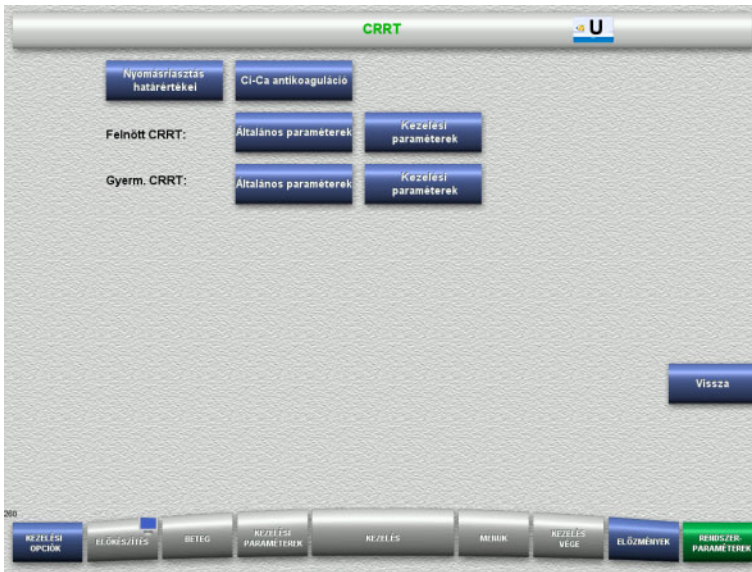 CRRT
U
Nyomásriasztás
határértékei
Ci-Ca antikoaguláció
Felnőtt CRRT:
Általános paraméterek
Kezelési
paraméterek
Gyerm. CRRT:
Általános paraméterek
Kezelési
paraméterek
Vissza
260
KEZELÉSI
OPCIÓK
ELŐKÉSZÍTÉS
BETEG
KEZELÉSI
PARAMÉTEREK
KEZELÉS
MENÜK
KEZELÉS
VÉGE
ELŐZMÉNYEK
RENDSZER-
PARAMÉTEREK